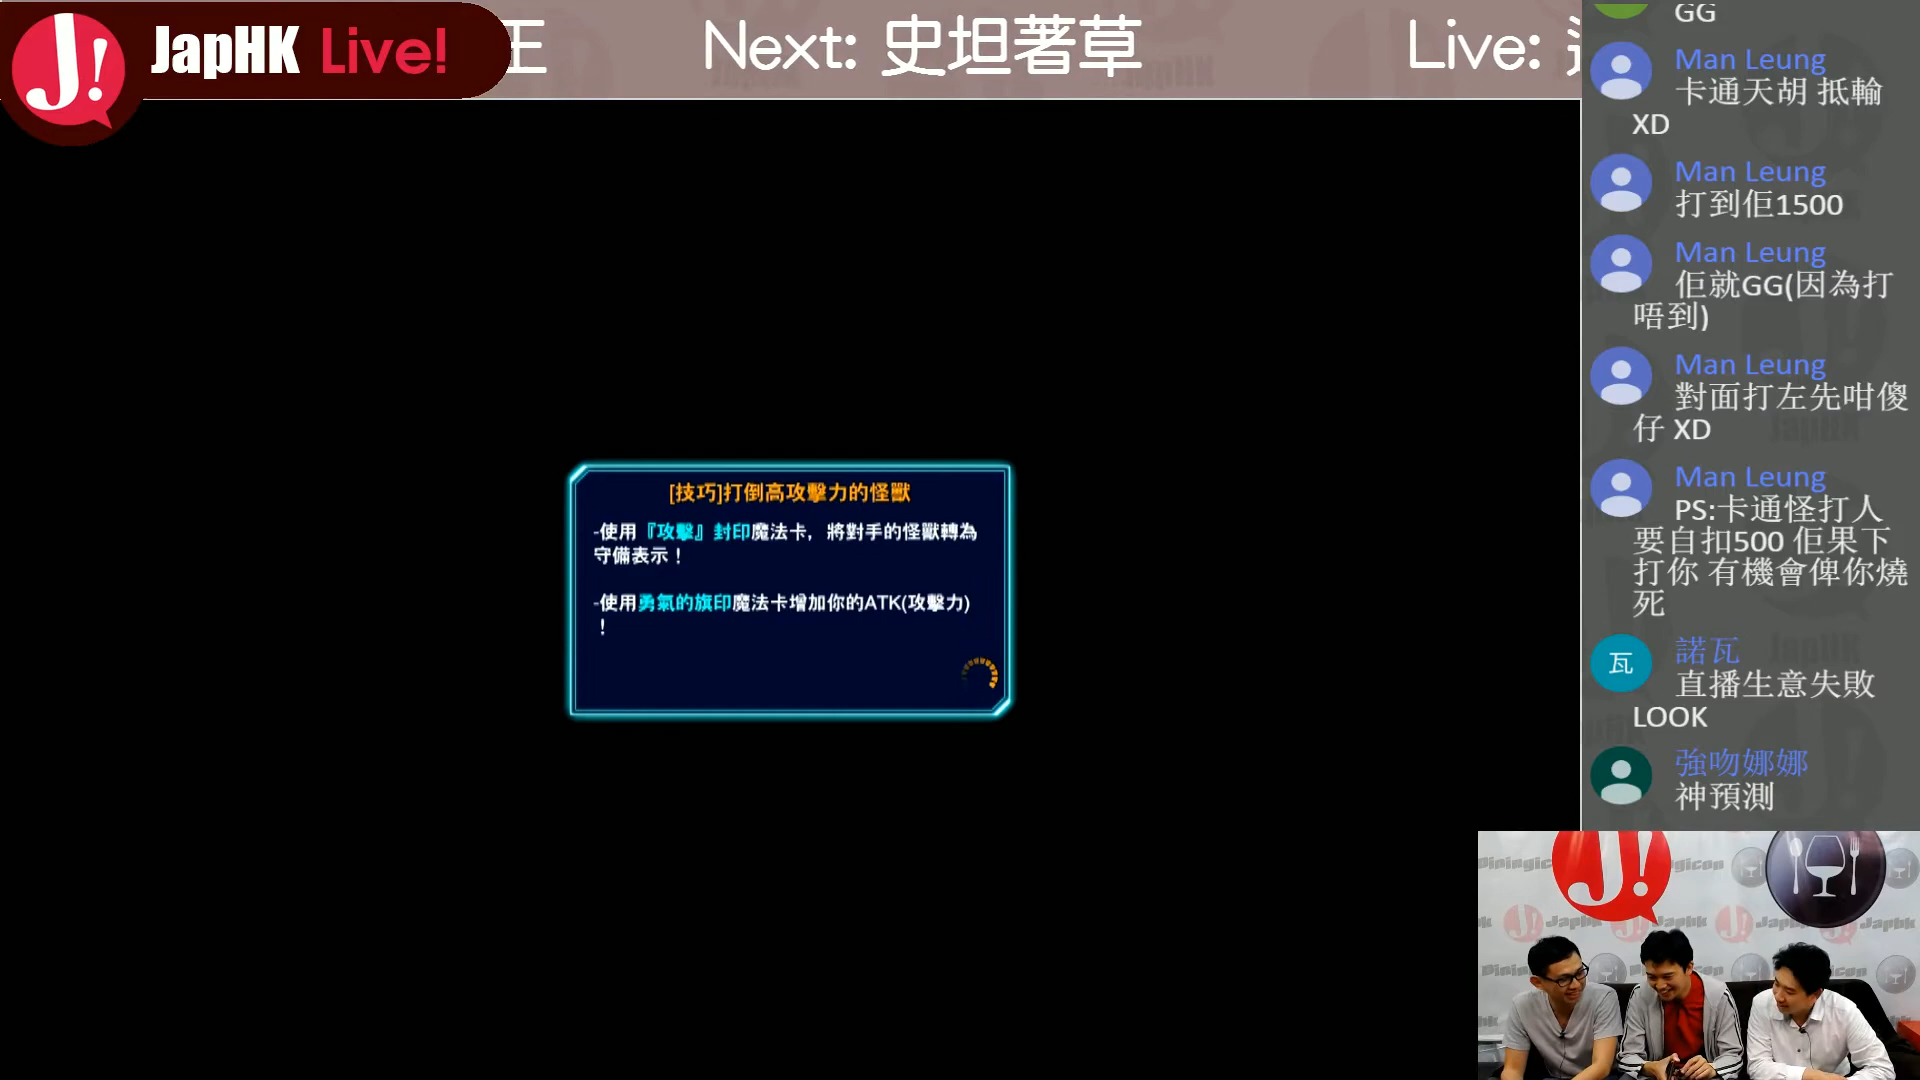 J! JapHK Live!
王
Next: 史坦著草
Live:
GG
Man Leung
卡通天胡 抵輸
XD
Man Leung
打到佢1500
Man Leung
佢就GG(因為打
唔到)
Man Leung
對面打左先咁傻
仔 XD
Man Leung
PS:卡通怪打人
要自扣500 佢果下
打你 有機會俾你燒
死
瓦
諾瓦
直播生意失敗
LOOK
強吻娜娜
神預測
[技巧]打倒高攻擊力的怪獸
-使用『攻擊』封印魔法卡，將對手的怪獸轉為
守備表示！
-使用勇氣的旗印魔法卡增加你的ATK(攻擊力)
！
J!
JapHK
JapHK
Diningicon